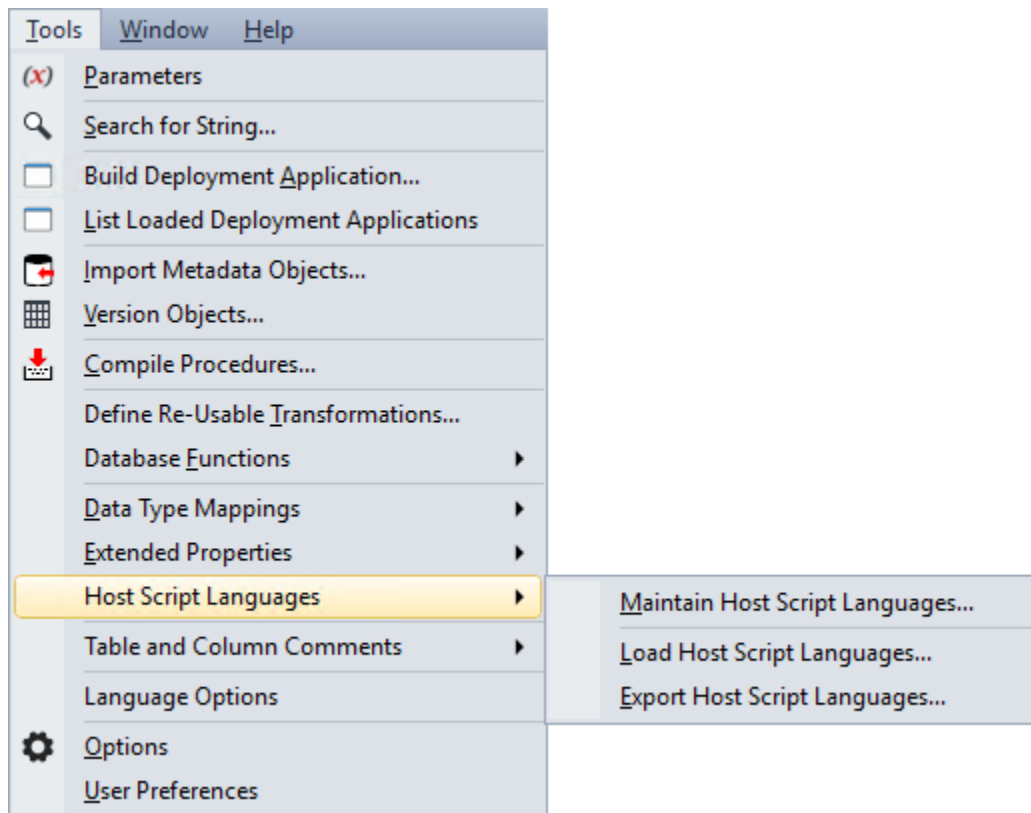 Tools Window Help
(x) Parameters
Search for String...
Build Deployment Application...
List Loaded Deployment Applications
Import Metadata Objects...
Version Objects...
Compile Procedures...
Define Re-Usable Transformations...
Database Functions
Data Type Mappings
Extended Properties
Host Script Languages
Maintain Host Script Languages...
Load Host Script Languages...
Export Host Script Languages...
Table and Column Comments
Language Options
Options
User Preferences